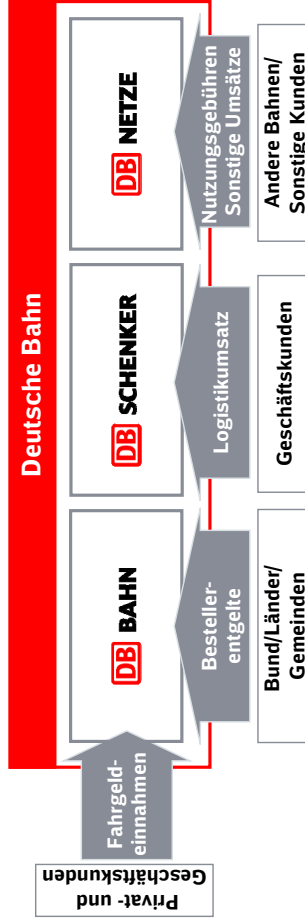 Deutsche Bahn
DB BAHN
DB SCHENKER
DB NETZE
Privat- und
Geschäftskunden
Fahrgeld-
einnahmen
Besteller-
entgelte
Logistikumsatz
Nutzungsgebühren
Sonstige Umsätze
Bund/Länder/
Gemeinden
Geschäftskunden
Andere Bahnen/
Sonstige Kunden